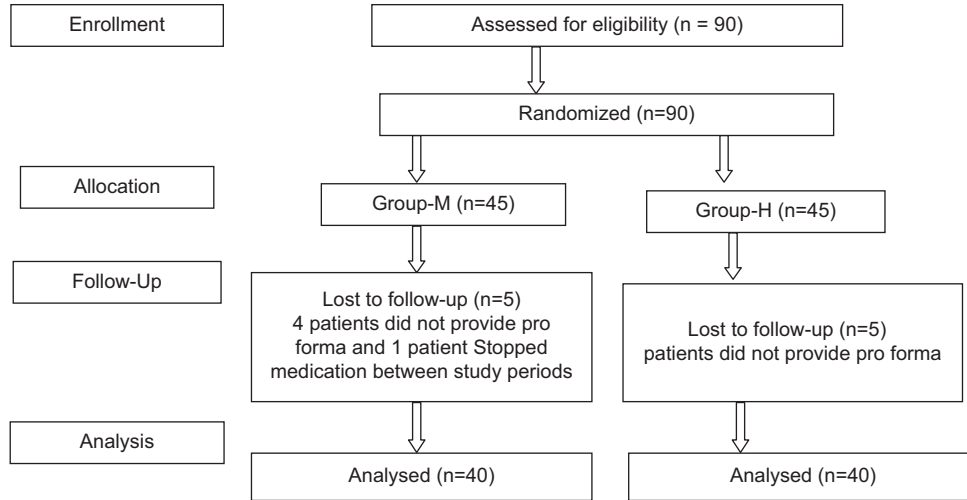 Enrollment
Assessed for eligibility (n = 90)
Randomized (n=90)
Allocation
Group-M (n=45)
Group-H (n=45)
Follow-Up
Lost to follow-up (n=5)
4 patients did not provide pro
forma and 1 patient Stopped
medication between study periods
Lost to follow-up (n=5)
patients did not provide pro forma
Analysis
Analysed (n=40)
Analysed (n=40)